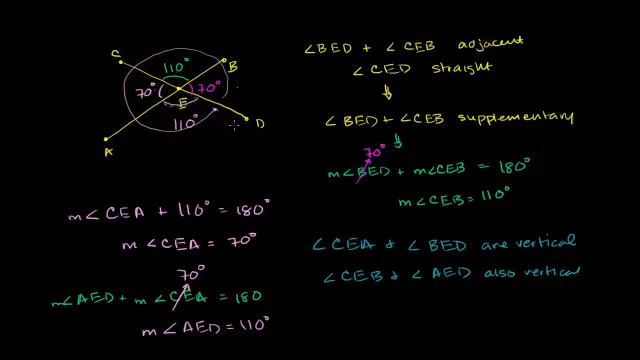 C
B
110°
70°
70°
E
110°
D
A
∠BED + ∠CEB adjacent
∠CED straight
∠BED + ∠CEB supplementary
70°
m∠BED + m∠CEB = 180°
m∠CEB = 110°
∠CEA & ∠BED are vertical
∠CEB & ∠AED also vertical
m∠CEA + 110° = 180°
m∠CEA = 70°
70°
m∠AED + m∠CEA = 180
m∠AED = 110°